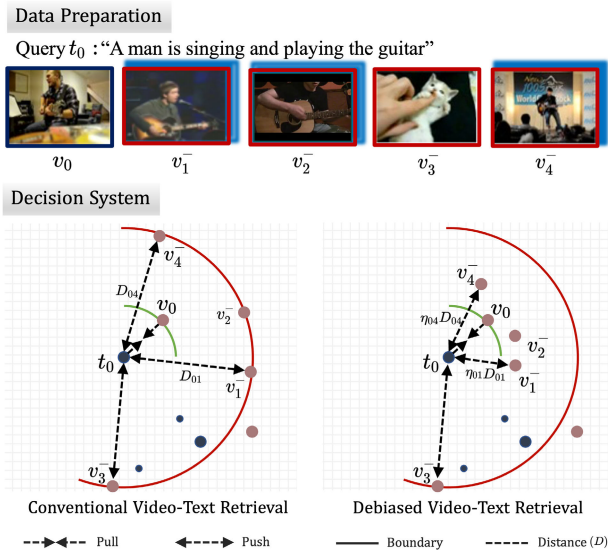 Data Preparation
Query t₀ : “A man is singing and playing the guitar”
v₀ v₁⁻ v₂⁻ v₃⁻ v₄⁻
Decision System
v₄⁻
D₀₄
v₀
v₂⁻
t₀
D₀₁
v₁⁻
v₃⁻
Conventional Video-Text Retrieval
v₄⁻
η₀₄D₀₄
v₀
v₂⁻
t₀
η₀₁D₀₁
v₁⁻
v₃⁻
Debiased Video-Text Retrieval
Pull Push Boundary Distance (D)